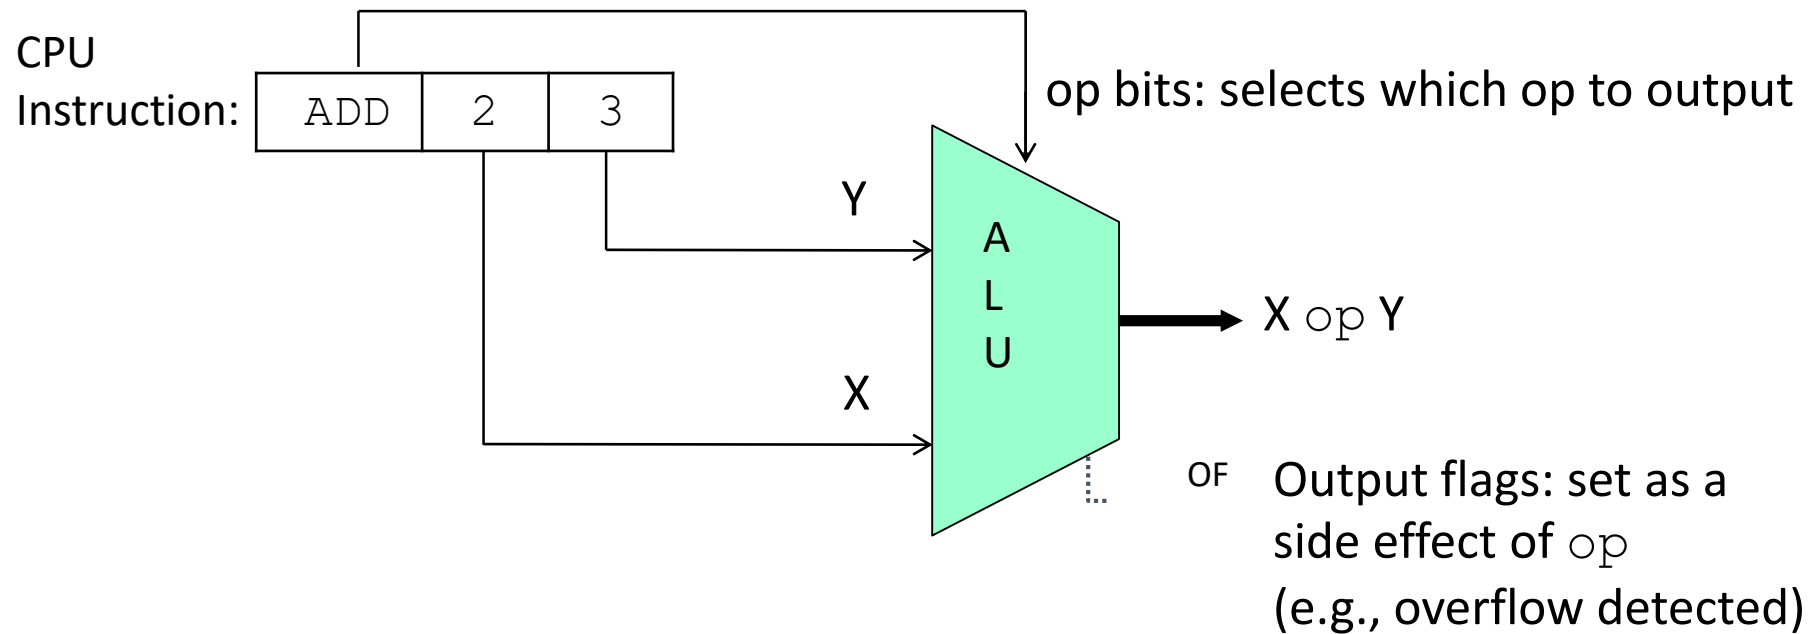 CPU
Instruction:
ADD 2 3
op bits: selects which op to output
Y
A
L
U
X op Y
X
OF
Output flags: set as a
side effect of op
(e.g., overflow detected)